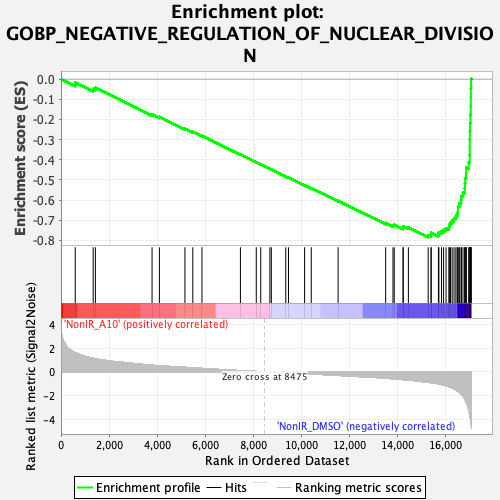 Enrichment plot:
GOBP_NEGATIVE_REGULATION_OF_NUCLEAR_DIVISIO
N
Enrichment score (ES)
0.0
-0.1
-0.2
-0.3
-0.4
-0.5
-0.6
-0.7
-0.8
'NonIR_A10' (positively correlated)
Ranked list metric (Signal2Noise)
4
2
0
-2
-4
Zero cross at 8475
'NonIR_DMSO' (negatively correlated)
0
2,000
4,000
6,000
8,000
10,000
12,000
14,000
16,000
Rank in Ordered Dataset
Enrichment profile
Hits
Ranking metric scores